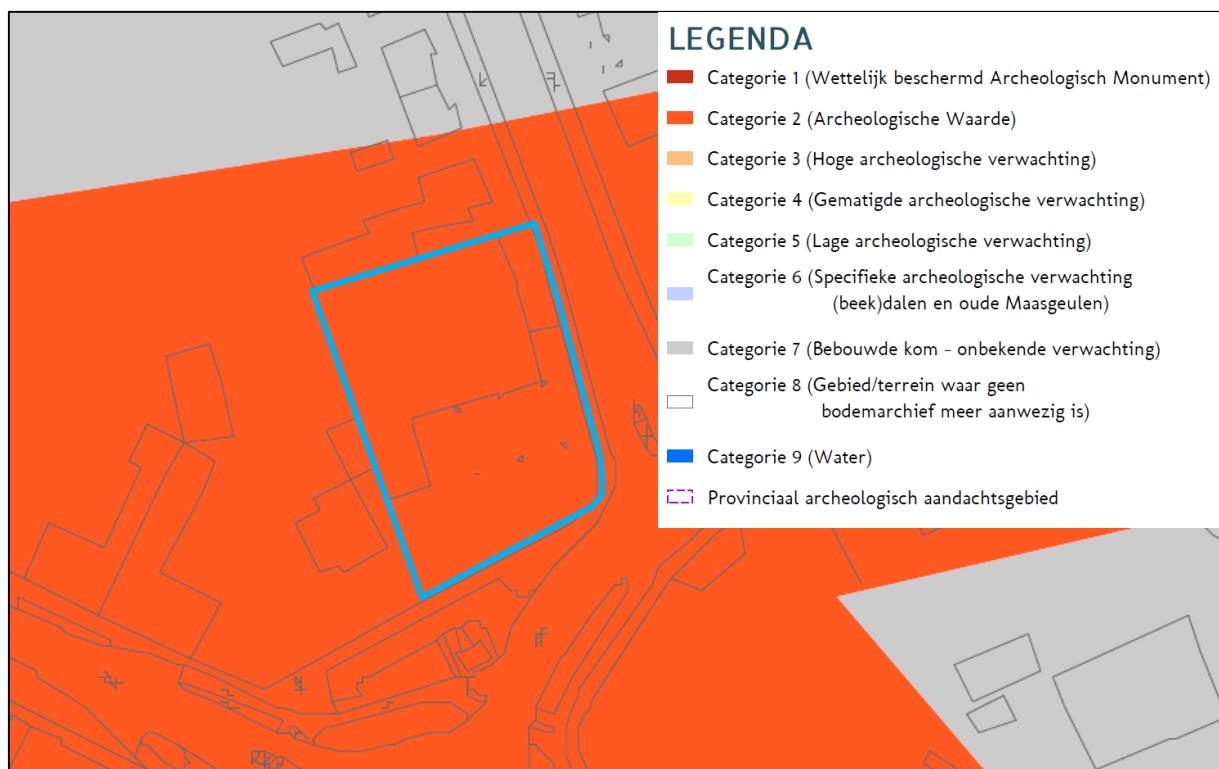 LEGENDA
Categorie 1 (Wettelijk beschermd Archeologisch Monument)
Categorie 2 (Archeologische Waarde)
Categorie 3 (Hoge archeologische verwachting)
Categorie 4 (Gematigde archeologische verwachting)
Categorie 5 (Lage archeologische verwachting)
Categorie 6 (Specifieke archeologische verwachting
(beek)dalen en oude Maasgeulen)
Categorie 7 (Bebouwde kom - onbekende verwachting)
Categorie 8 (Gebied/terrein waar geen
bodemarchief meer aanwezig is)
Categorie 9 (Water)
Provinciaal archeologisch aandachtsgebied